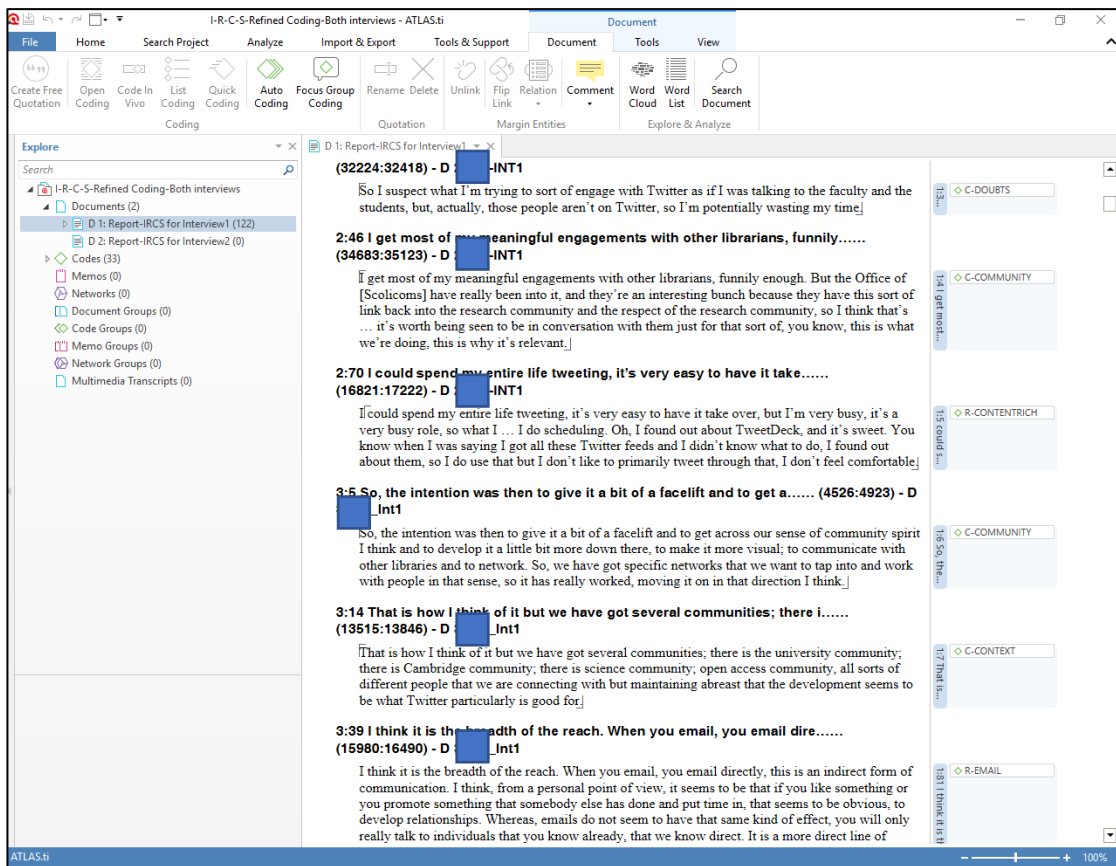 I-R-C-S-Refined Coding-Both interviews - ATLAS.ti
Document
File Home Search Project Analyze Import & Export Tools & Support Document Tools View
Create Free Quotation
Open Coding
Code In Vivo
List Coding
Quick Coding
Auto Coding
Focus Group Coding
Rename Delete
Unlink
Flip Link
Relation
Comment
Word Cloud
Word List
Search Document
Coding Quotation Margin Entities Explore & Analyze
Explore
Search
I-R-C-S-Refined Coding-Both interviews
Documents (2)
D 1: Report-IRCS for Interview1 (122)
D 2: Report-IRCS for Interview2 (0)
Codes (33)
Memos (0)
Networks (0)
Document Groups (0)
Code Groups (0)
Memo Groups (0)
Network Groups (0)
Multimedia Transcripts (0)
D 1: Report-IRCS for Interview1
(32224:32418) - D -INT1
So I suspect what I'm trying to sort of engage with Twitter as if I was talking to the faculty and the
students, but, actually, those people aren't on Twitter, so I'm potentially wasting my time.
2:46 I get most of my meaningful engagements with other librarians, funnily......
(34683:35123) - D -INT1
I get most of my meaningful engagements with other librarians, funnily enough. But the Office of
[Scolicoms] have really been into it, and they're an interesting bunch because they have this sort of
link back into the research community and the respect of the research community, so I think that's
… it's worth being seen to be in conversation with them just for that sort of, you know, this is what
we're doing, this is why it's relevant.
2:70 I could spend my entire life tweeting, it's very easy to have it take......
(16821:17222) - D -INT1
I could spend my entire life tweeting, it's very easy to have it take over, but I'm very busy, it's a
very busy role, so what I … I do scheduling. Oh, I found out about TweetDeck, and it's sweet. You
know when I was saying I got all these Twitter feeds and I didn't know what to do, I found out
about them, so I do use that but I don't like to primarily tweet through that, I don't feel comfortable.
3:5 So, the intention was then to give it a bit of a facelift and to get a...... (4526:4923) - D
_Int1
So, the intention was then to give it a bit of a facelift and to get across our sense of community spirit
I think and to develop it a little bit more down there, to make it more visual; to communicate with
other libraries and to network. So, we have got specific networks that we want to tap into and work
with people in that sense, so it has really worked, moving it on in that direction I think.
3:14 That is how I think of it but we have got several communities; there i......
(13515:13846) - D _Int1
That is how I think of it but we have got several communities; there is the university community;
there is Cambridge community; there is science community; open access community, all sorts of
different people that we are connecting with but maintaining abreast that the development seems to
be what Twitter particularly is good for.
3:39 I think it is the breadth of the reach. When you email, you email dire......
(15980:16490) - D _Int1
I think it is the breadth of the reach. When you email, you email directly, this is an indirect form of
communication. I think, from a personal point of view, it seems to be that if you like something or
you promote something that somebody else has done and put time in, that seems to be obvious, to
develop relationships. Whereas, emails do not seem to have that same kind of effect, you will only
really talk to individuals that you know already, that we know direct. It is a more direct line of
1:3...
C-DOUBTS
1:4 I get most...
C-COMMUNITY
1:5 could s...
R-CONTENTRICH
1:6 So, the...
C-COMMUNITY
1:7 That is...
C-CONTEXT
1:81 I think it is tl
R-EMAIL
ATLAS.ti
100%